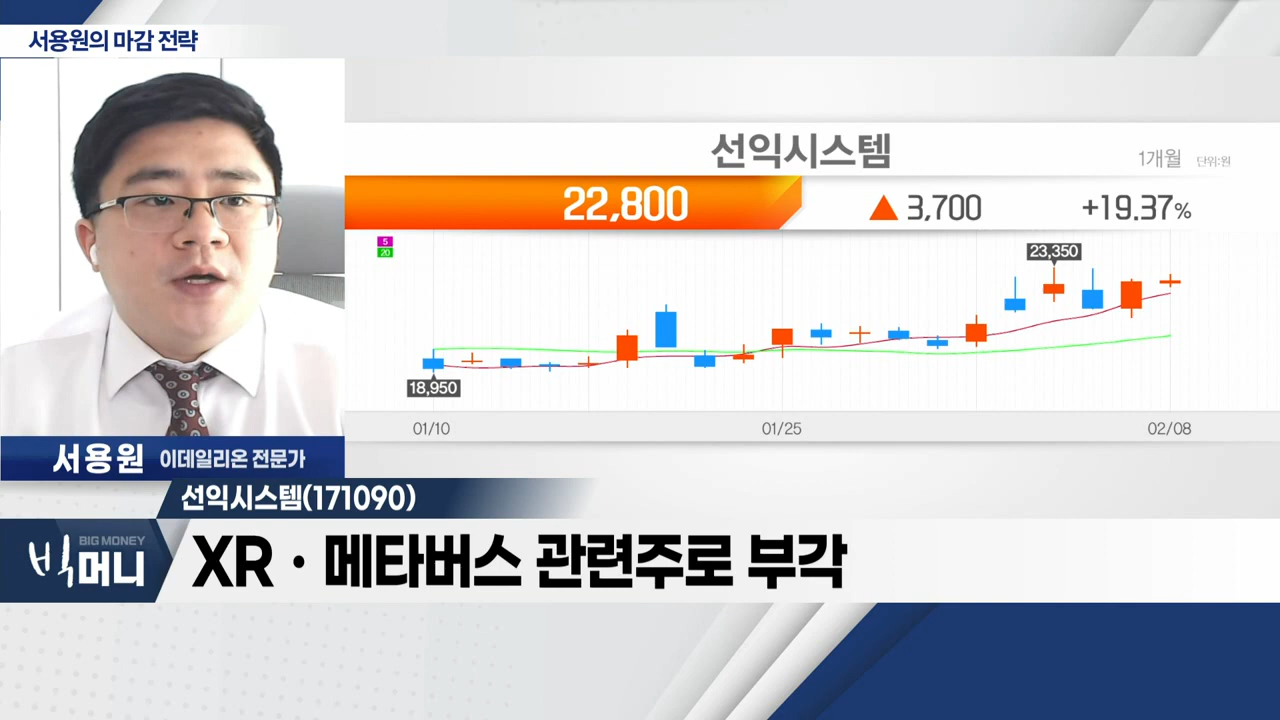 서용원의 마감 전략
선익시스템
1개월 단위:원
22,800 ▲ 3,700 +19.37%
5
20
23,350
18,950
01/10 01/25 02/08
서용원 이데일리온 전문가
선익시스템(171090)
BIG MONEY
빅머니
XR · 메타버스 관련주로 부각